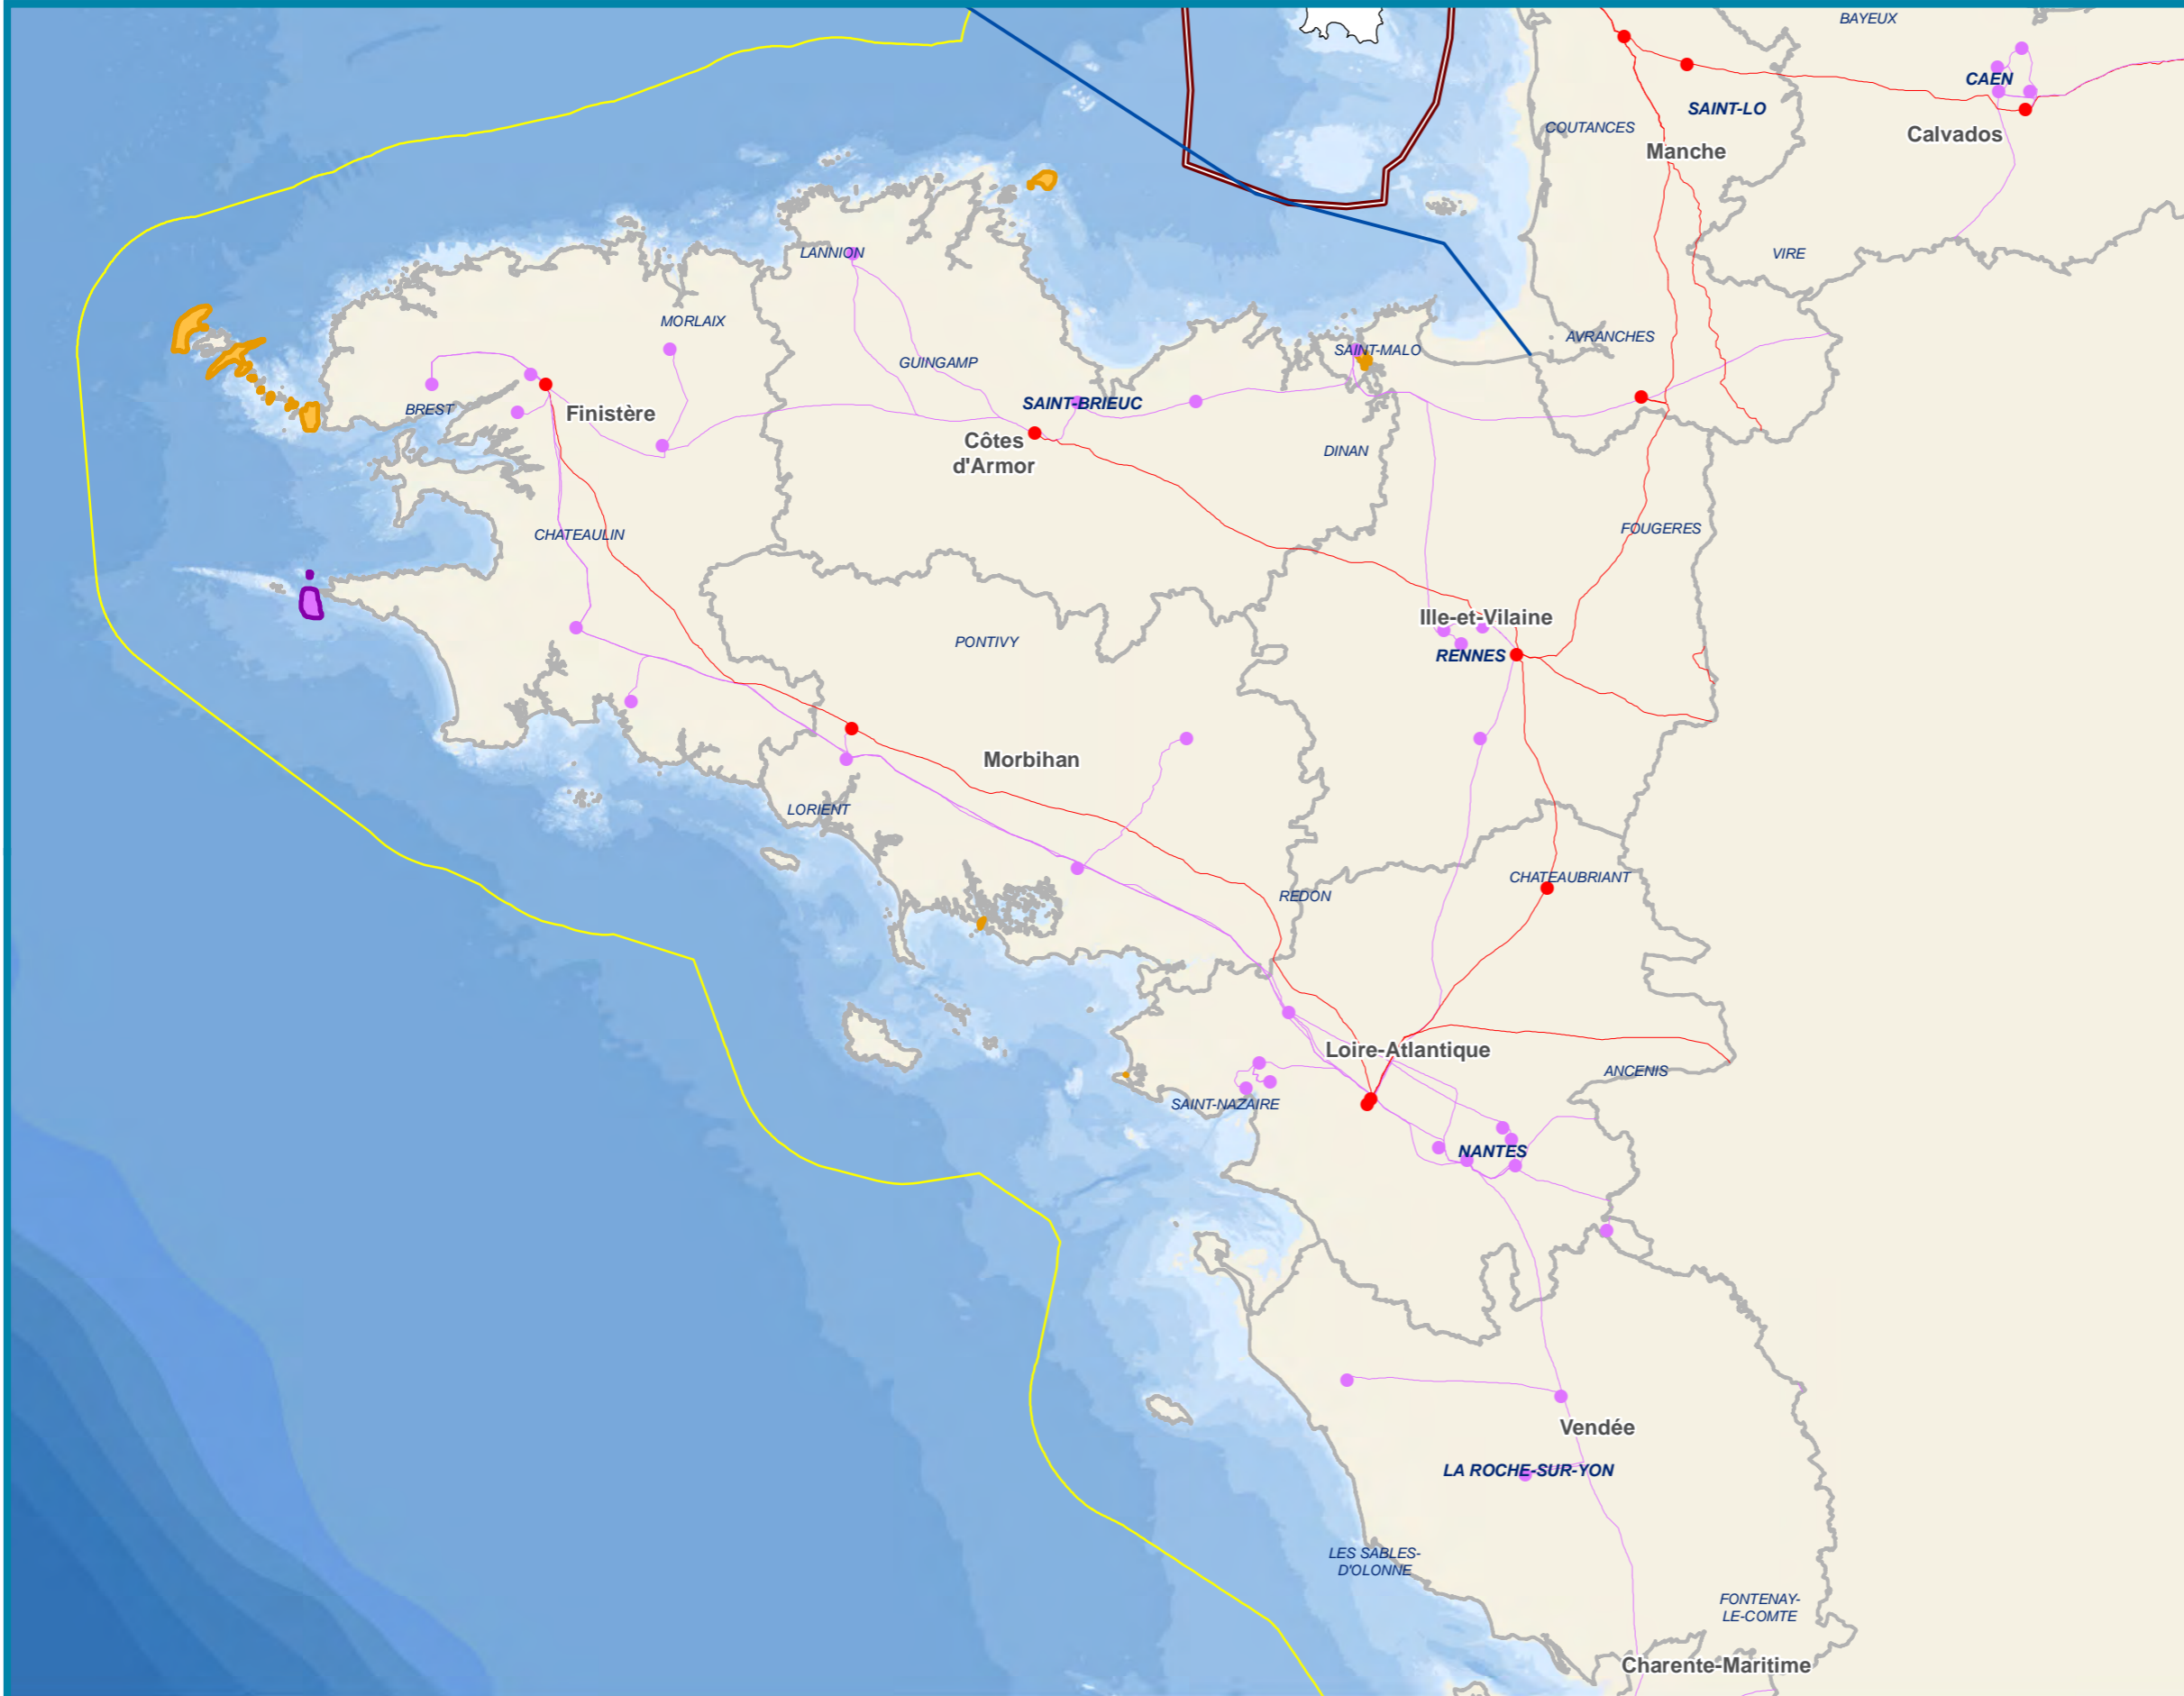 BAYEUX
CAEN
SAINT-LO
COUTANCES
Calvados
Manche
LANNION
VIRE
MORLAIX
AVRANCHES
SAINT-MALO
GUINGAMP
BREST
Finistère
SAINT-BRIEUC
Côtes
d'Armor
DINAN
CHATEAULIN
FOUGERES
Ille-et-Vilaine
PONTIVY
RENNES
Morbihan
LORIENT
CHATEAUBRIANT
REDON
Loire-Atlantique
ANCENIS
SAINT-NAZAIRE
NANTES
Vendée
LA ROCHE-SUR-YON
LES SABLES-
D'OLONNE
FONTENAY-
LE-COMTE
Charente-Maritime